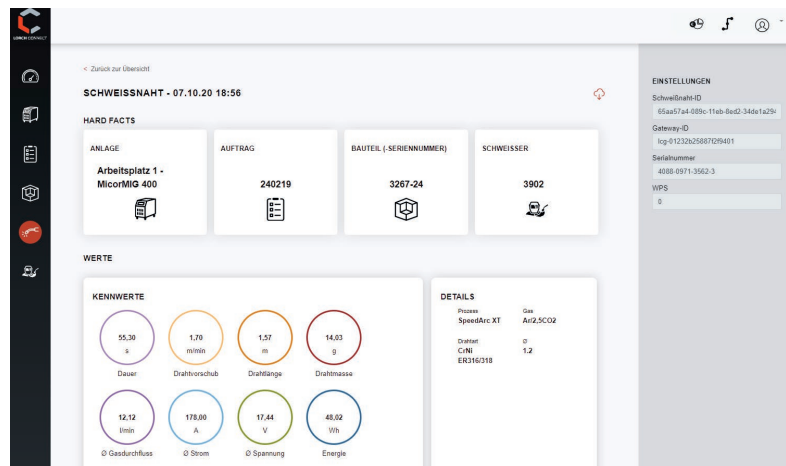 LORCH CONNECT
< Zurück zur Übersicht
SCHWEISSNAHT - 07.10.20 18:56
HARD FACTS
ANLAGE
Arbeitsplatz 1 -
MicorMIG 400
AUFTRAG
240219
BAUTEIL (-SERIENNUMMER)
3267-24
SCHWEISSER
3902
WERTE
KENNWERTE
55,30
s
Dauer
1,70
m/min
Drahtvorschub
1,57
m
Drahtlänge
14,03
g
Drahtmasse
12,12
l/min
Ø Gasdurchfluss
178,00
A
Ø Strom
17,44
V
Ø Spannung
48,02
Wh
Energie
DETAILS
Prozess
SpeedArc XT
Gas
Ar/2,5CO2
Drahtart
CrNi
ER316/318
Ø
1.2
EINSTELLUNGEN
Schweißnaht-ID
65aa57a4-089c-11eb-8ed2-34de1a294
Gateway-ID
lcg-01232b25887f2f9401
Serialnummer
4088-0971-3562-3
WPS
0